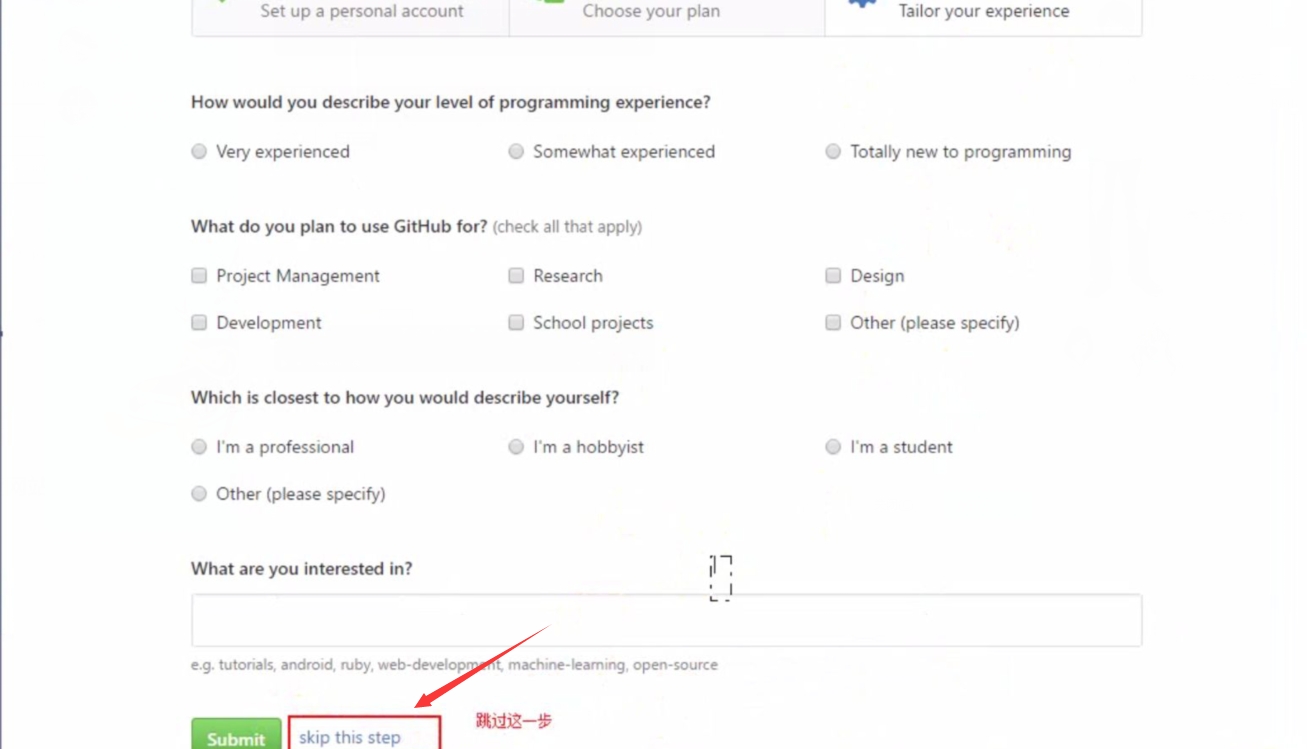 Set up a personal account Choose your plan Tailor your experience
How would you describe your level of programming experience?
Very experienced Somewhat experienced Totally new to programming
What do you plan to use GitHub for? (check all that apply)
Project Management Research Design
Development School projects Other (please specify)
Which is closest to how you would describe yourself?
I'm a professional I'm a hobbyist I'm a student
Other (please specify)
What are you interested in?
e.g. tutorials, android, ruby, web-development, machine-learning, open-source
Submit skip this step 跳过这一步